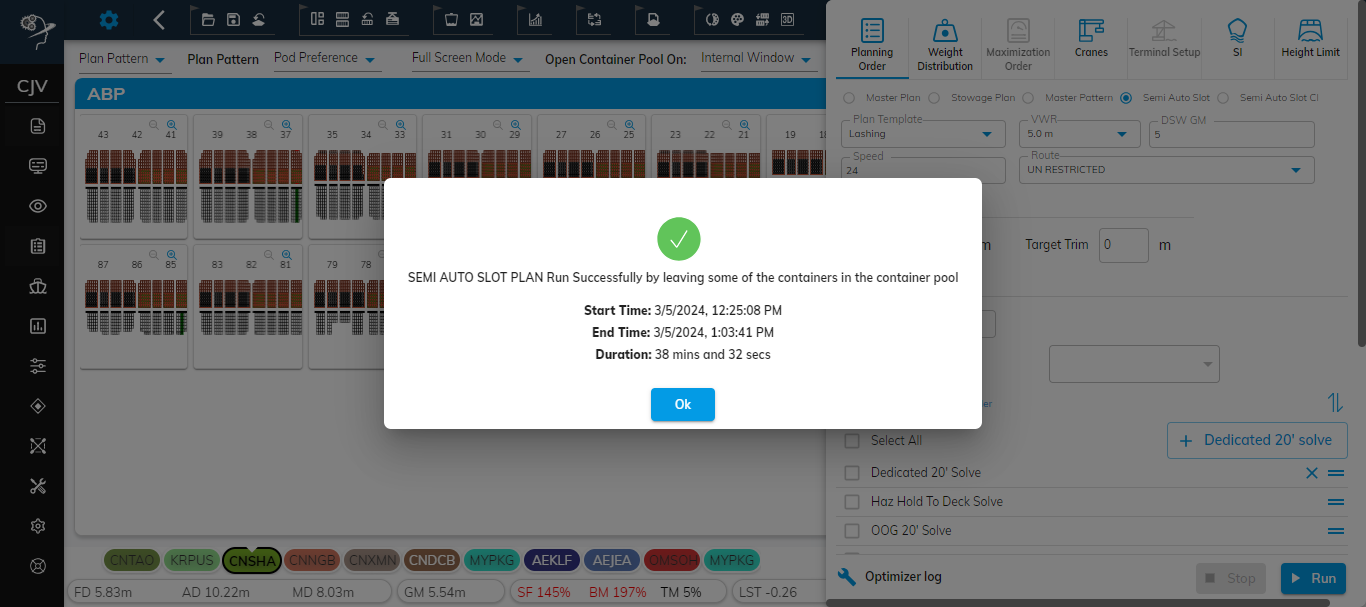 CJV
Plan Pattern
Plan Pattern
Pod Preference
Full Screen Mode
Open Container Pool On:
Internal Window
ABP
43 42 41
39 38 37
35 34 33
31 30 29
27 26 25
23 22 21
19
87 86 85
83 82 81
79 78
SEMI AUTO SLOT PLAN Run Successfully by leaving some of the containers in the container pool
Start Time: 3/5/2024, 12:25:08 PM
End Time: 3/5/2024, 1:03:41 PM
Duration: 38 mins and 32 secs
Ok
Planning Order
Weight Distribution
Maximization Order
Cranes
Terminal Setup
SI
Height Limit
3D
Master Plan
Stowage Plan
Master Pattern
Semi Auto Slot
Semi Auto Slot Cl
Plan Template
Lashing
VWR
5.0 m
DSW GM
5
Speed
24
Route
UN RESTRICTED
m
Target Trim
0
m
Select All
+ Dedicated 20' solve
Dedicated 20' Solve
Haz Hold To Deck Solve
OOG 20' Solve
Optimizer log
Stop
Run
CNTAO
KRPUS
CNSHA
CNNGB
CNXMN
CNDCB
MYPKG
AEKLF
AEJEA
OMSOH
MYPKG
FD 5.83m
AD 10.22m
MD 8.03m
GM 5.54m
SF 145%
BM 197%
TM 5%
LST -0.26